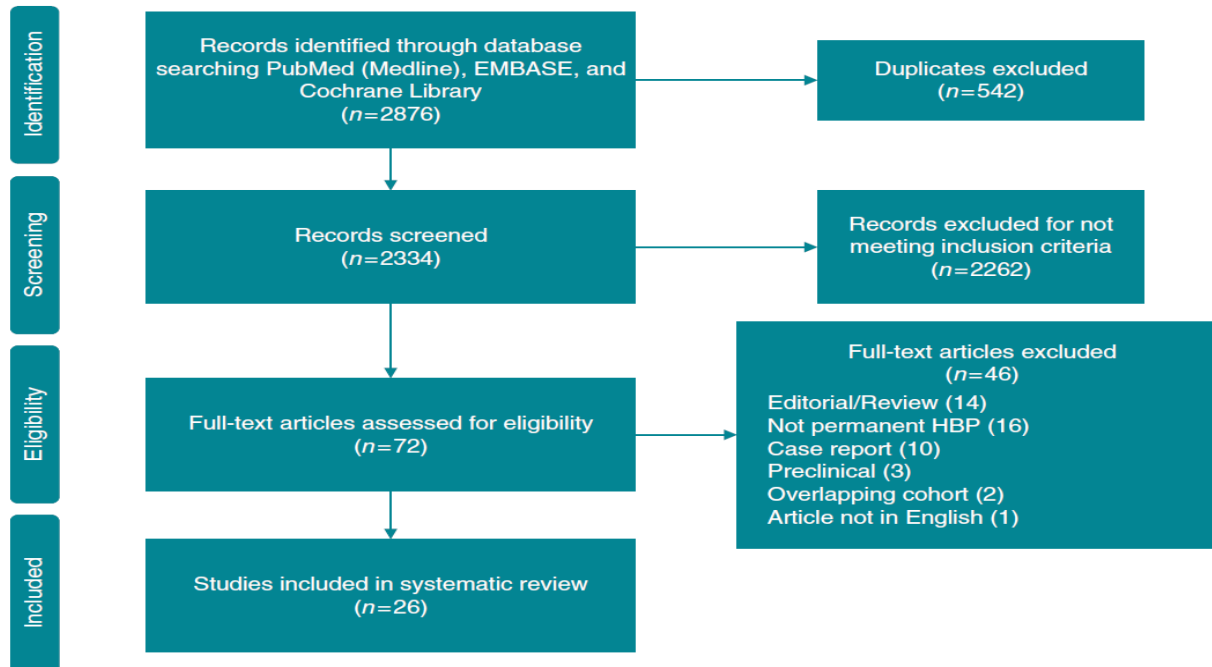 Identification
Records identified through database
searching PubMed (Medline), EMBASE, and
Cochrane Library
(n=2876)
Duplicates excluded
(n=542)
Screening
Records screened
(n=2334)
Records excluded for not
meeting inclusion criteria
(n=2262)
Eligibility
Full-text articles assessed for eligibility
(n=72)
Full-text articles excluded
(n=46)
Editorial/Review (14)
Not permanent HBP (16)
Case report (10)
Preclinical (3)
Overlapping cohort (2)
Article not in English (1)
Included
Studies included in systematic review
(n=26)